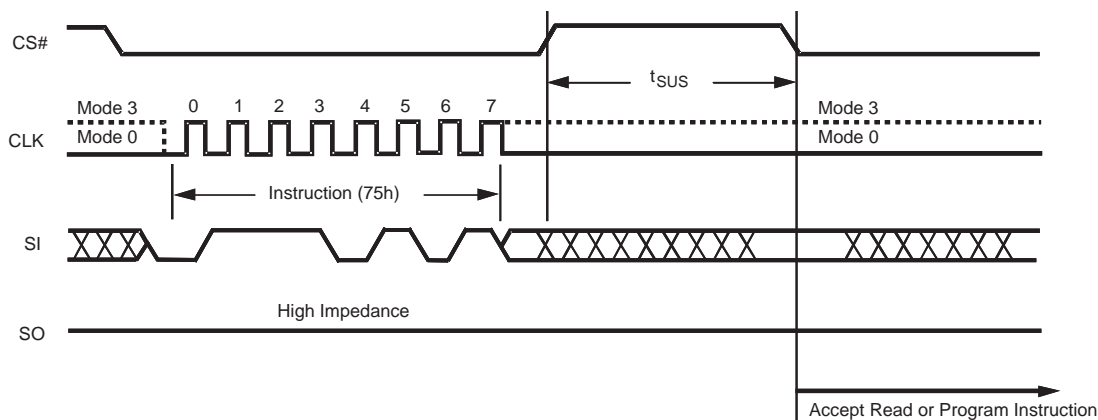 CS#
tSUS
Mode 3
0 1 2 3 4 5 6 7
Mode 3
CLK
Mode 0
Mode 0
Instruction (75h)
SI
High Impedance
SO
Accept Read or Program Instruction